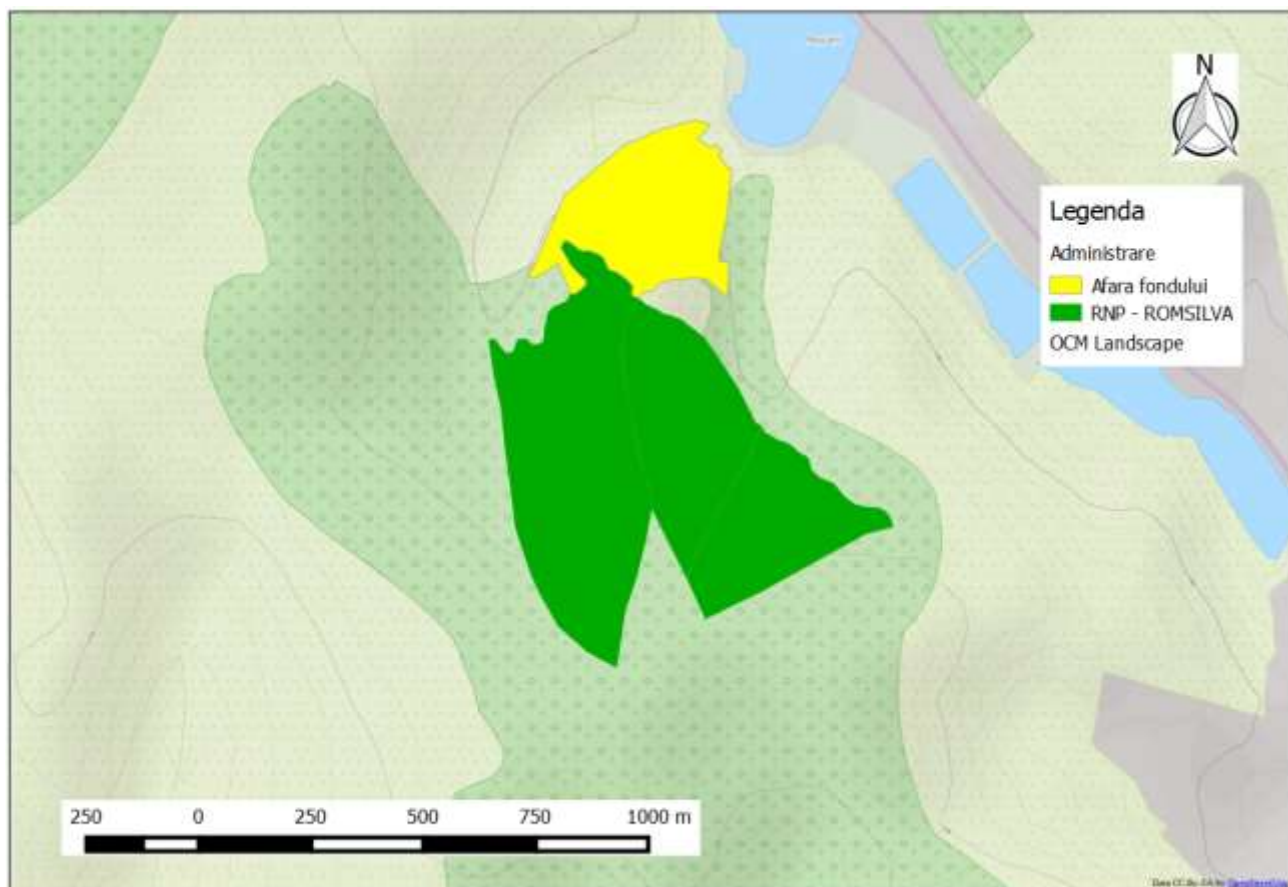 N
Legenda
Administrare
Afara fondului
RNP - ROMSILVA
OCM Landscape
250 0 250 500 750 1000 m